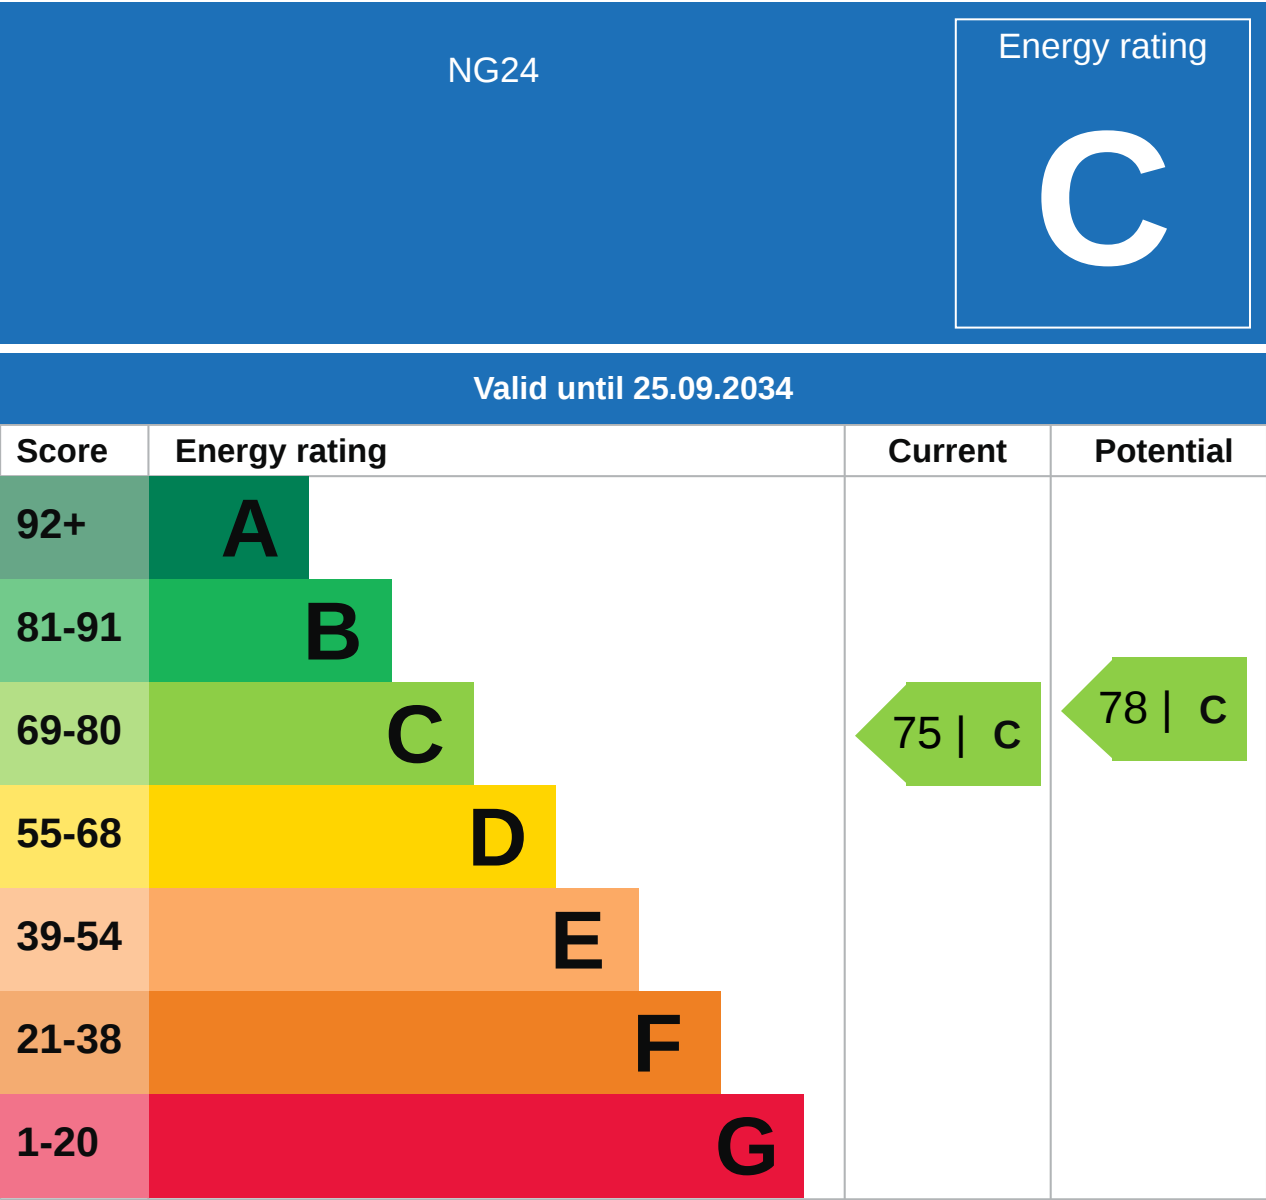 NG24
Energy rating
C
Valid until 25.09.2034
Score Energy rating Current Potential
92+ A
81-91 B
69-80 C 75 | C 78 | C
55-68 D
39-54 E
21-38 F
1-20 G